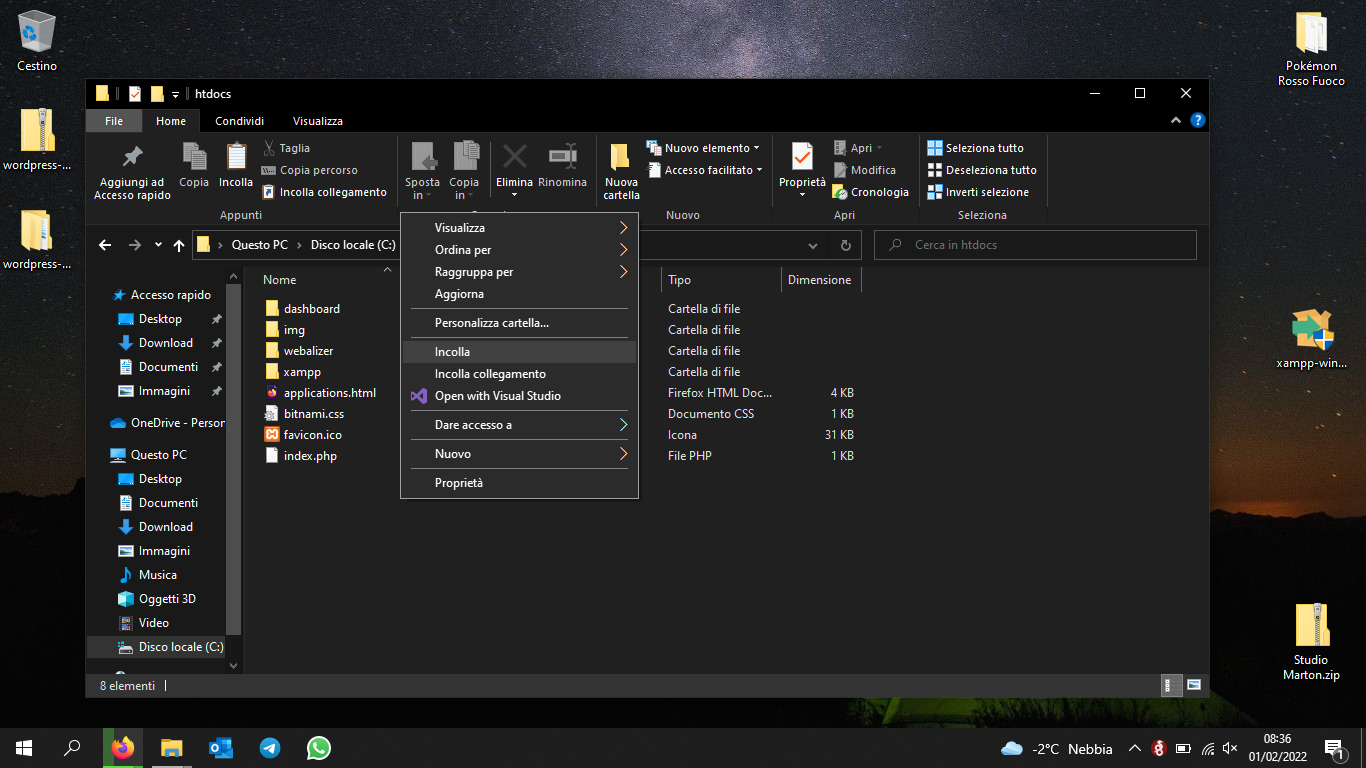 Cestino
wordpress-...
wordpress-...
Pokémon
Rosso Fuoco
xampp-win...
Studio
Marton.zip
htdocs
File
Home
Condividi
Visualizza
Aggiungi ad
Accesso rapido
Copia
Incolla
Taglia
Copia percorso
Incolla collegamento
Appunti
Sposta
in
Copia
in
Elimina
Rinomina
Nuova
cartella
Nuovo elemento
Accesso facilitato
Nuovo
Proprietà
Apri
Modifica
Cronologia
Apri
Seleziona tutto
Deseleziona tutto
Inverti selezione
Seleziona
Questo PC
Disco locale (C:)
Cerca in htdocs
Accesso rapido
Desktop
Download
Documenti
Immagini
OneDrive - Person
Questo PC
Desktop
Documenti
Download
Immagini
Musica
Oggetti 3D
Video
Disco locale (C:)
Nome
Tipo
Dimensione
dashboard
Cartella di file
img
Cartella di file
webalizer
Cartella di file
xampp
Cartella di file
applications.html
Firefox HTML Doc...
4 KB
bitnami.css
Documento CSS
1 KB
favicon.ico
Icona
31 KB
index.php
File PHP
1 KB
Visualizza
Ordina per
Raggruppa per
Aggiorna
Personalizza cartella...
Incolla
Incolla collegamento
Open with Visual Studio
Dare accesso a
Nuovo
Proprietà
8 elementi
-2°C Nebbia
08:36
01/02/2022
1